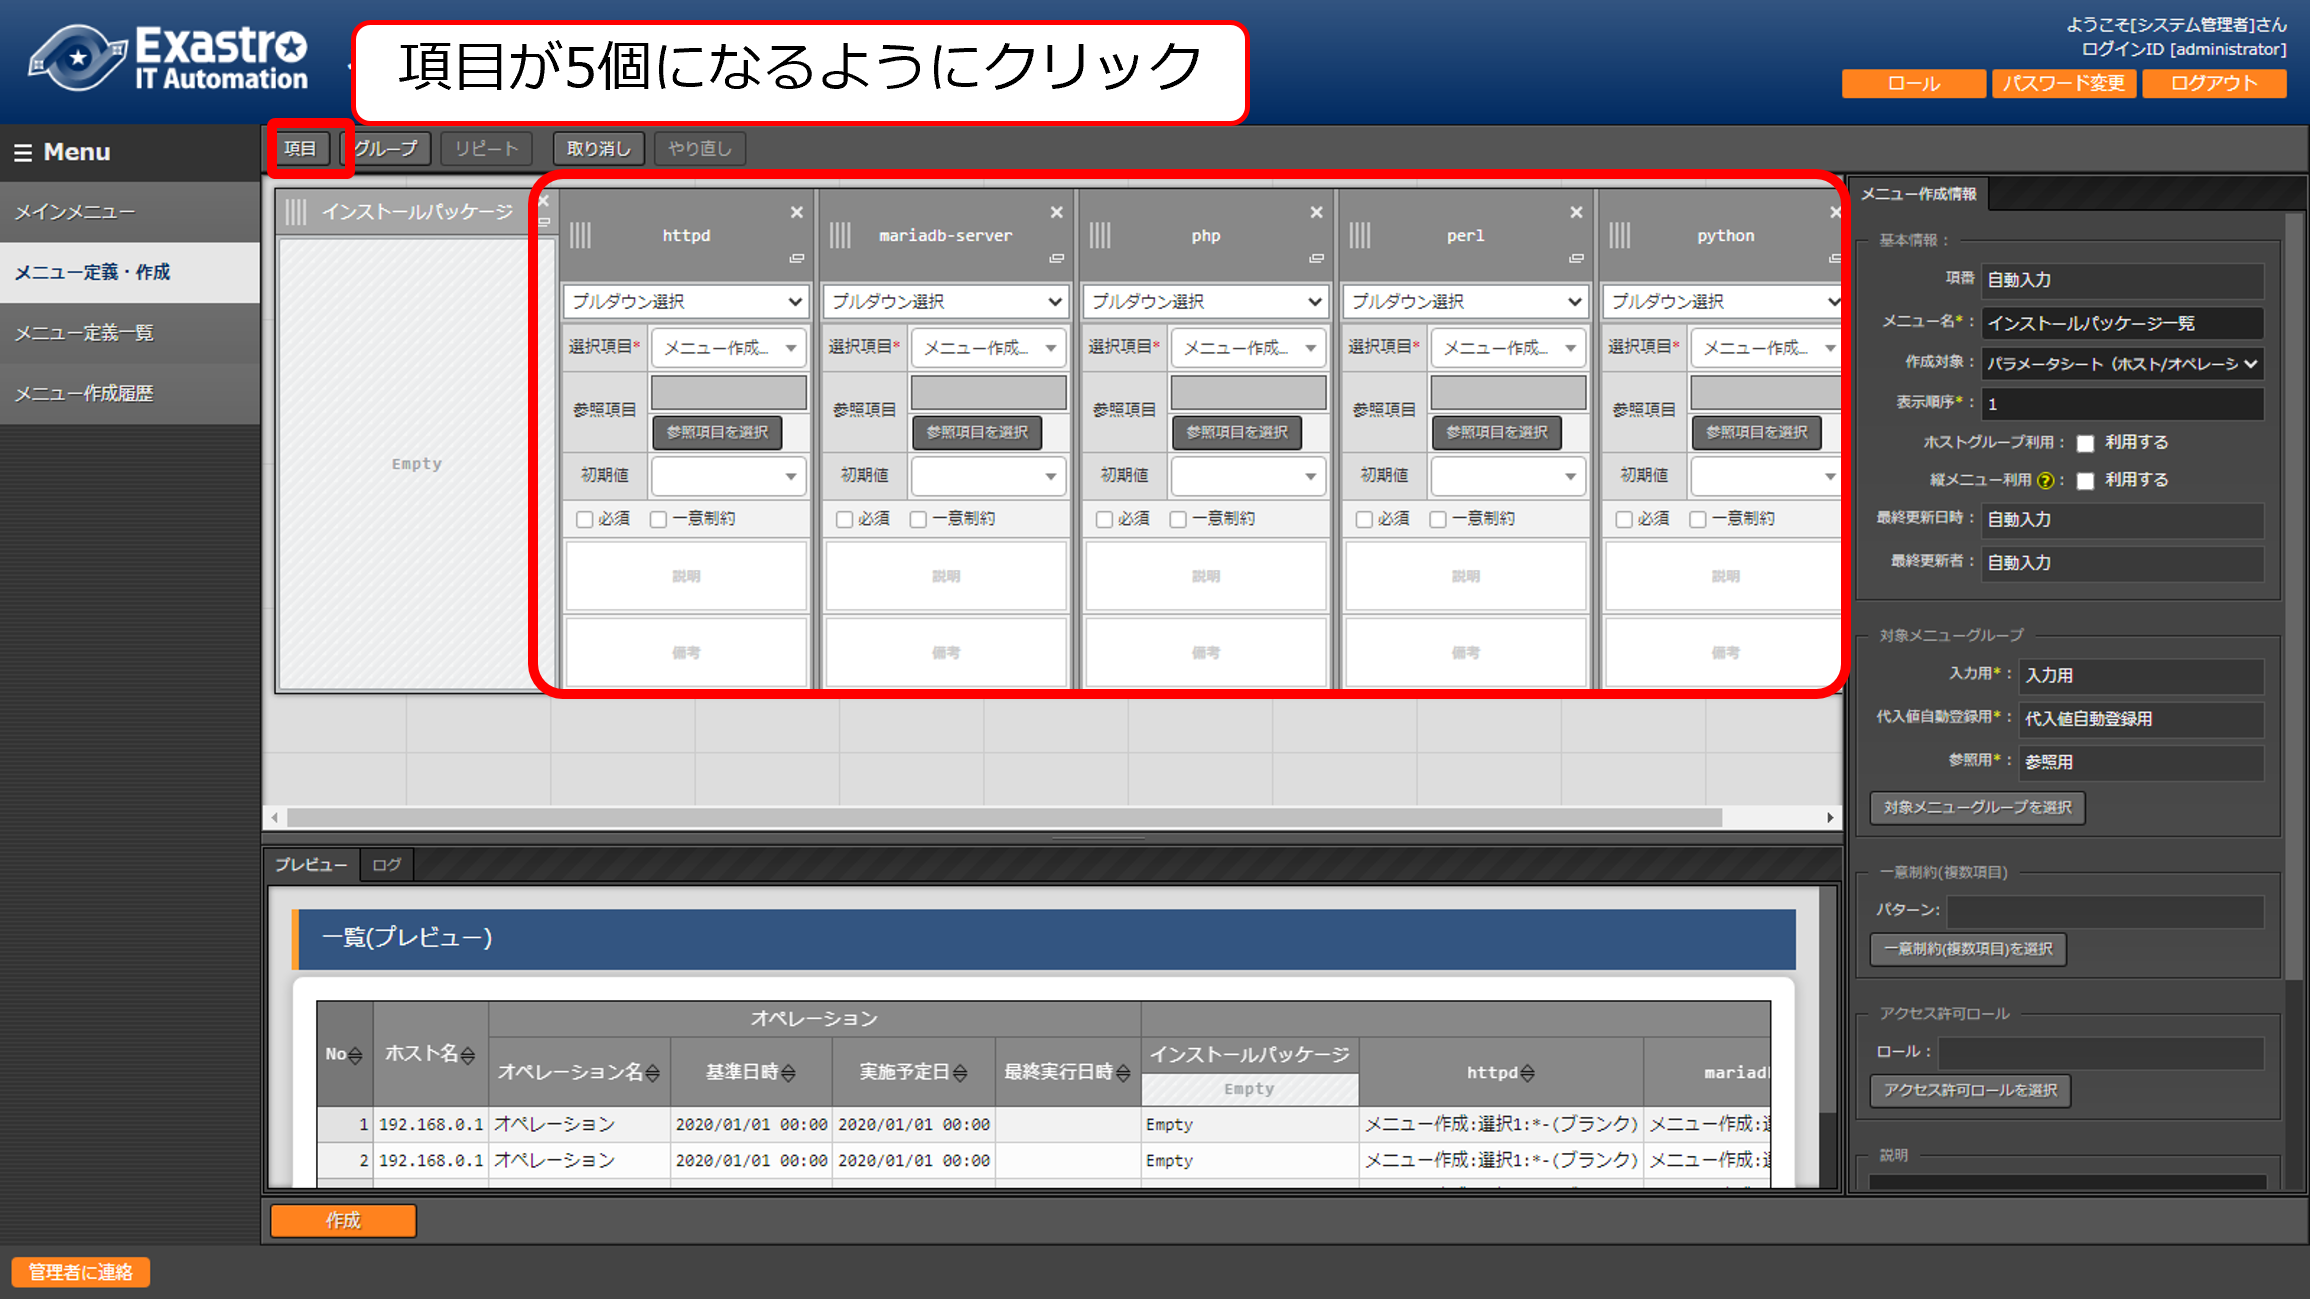 Exastro
IT Automation
項目が5個になるようにクリック
ようこそ[システム管理者]さん
ログインID [administrator]
ロール パスワード変更 ログアウト
Menu
メインメニュー
メニュー定義・作成
メニュー定義一覧
メニュー作成履歴
項目 グループ リピート 取り消し やり直し
インストールパッケージ
Empty
httpd mariadb-server php perl python
プルダウン選択 プルダウン選択 プルダウン選択 プルダウン選択 プルダウン選択
選択項目* メニュー作成... 選択項目* メニュー作成... 選択項目* メニュー作成... 選択項目* メニュー作成... 選択項目* メニュー作成...
参照項目 参照項目を選択 参照項目 参照項目を選択 参照項目 参照項目を選択 参照項目 参照項目を選択 参照項目 参照項目を選択
初期値 初期値 初期値 初期値 初期値
必須 一意制約 必須 一意制約 必須 一意制約 必須 一意制約 必須 一意制約
説明 説明 説明 説明 説明
備考 備考 備考 備考 備考
メニュー作成情報
基本情報：
項番 自動入力
メニュー名*： インストールパッケージ一覧
作成対象： パラメータシート（ホスト/オペレーシ
表示順序*： 1
ホストグループ利用： 利用する
縦メニュー利用 ?： 利用する
最終更新日時： 自動入力
最終更新者： 自動入力
対象メニューグループ
入力用*： 入力用
代入値自動登録用*： 代入値自動登録用
参照用*： 参照用
対象メニューグループを選択
一意制約(複数項目)
パターン:
一意制約(複数項目)を選択
アクセス許可ロール
ロール：
アクセス許可ロールを選択
説明
プレビュー ログ
一覧(プレビュー)
オペレーション
No ホスト名 オペレーション名 基準日時 実施予定日 最終実行日時 インストールパッケージ httpd mariad
Empty
1 192.168.0.1 オペレーション 2020/01/01 00:00 2020/01/01 00:00 Empty メニュー作成:選択1:*-(ブランク) メニュー作成:選
2 192.168.0.1 オペレーション 2020/01/01 00:00 2020/01/01 00:00 Empty メニュー作成:選択1:*-(ブランク) メニュー作成:選
作成
管理者に連絡